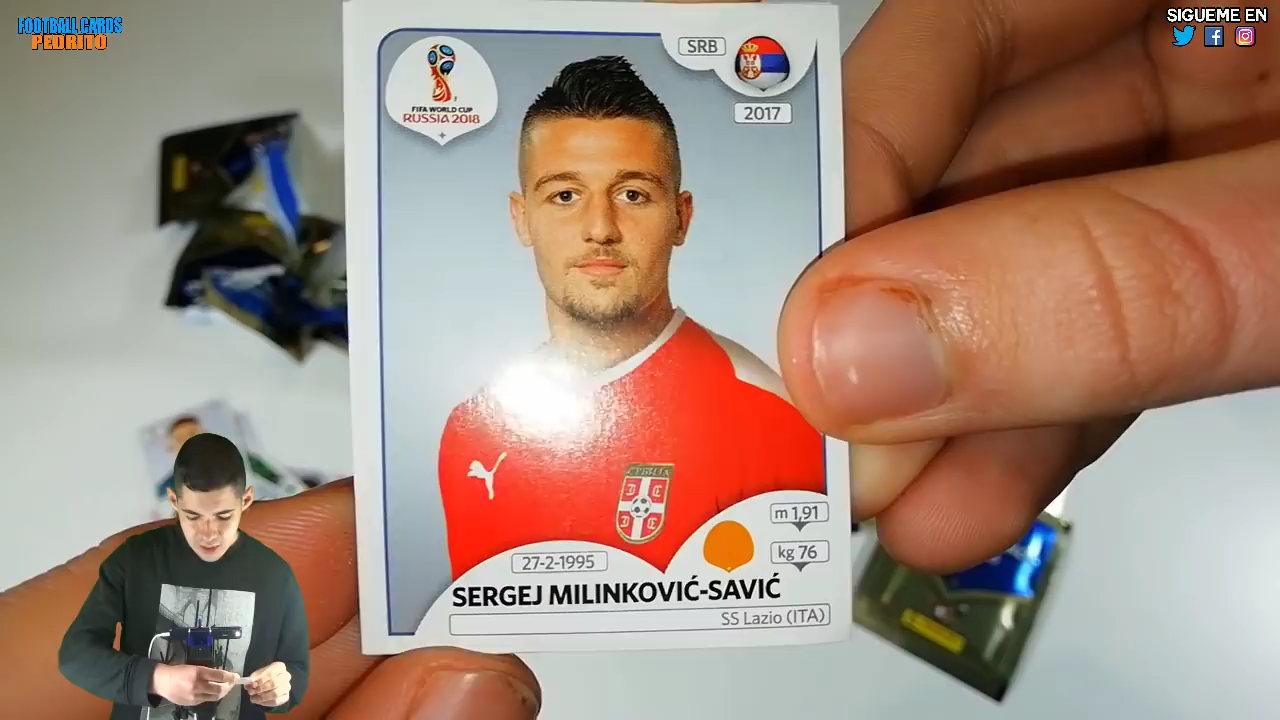 FOOTBALL CARDS
PEDRITO
SIGUEME EN
SRB
2017
FIFA WORLD CUP
RUSSIA 2018
СРБИЈА
m 1,91
kg 76
27-2-1995
SERGEJ MILINKOVIĆ-SAVIĆ
SS Lazio (ITA)